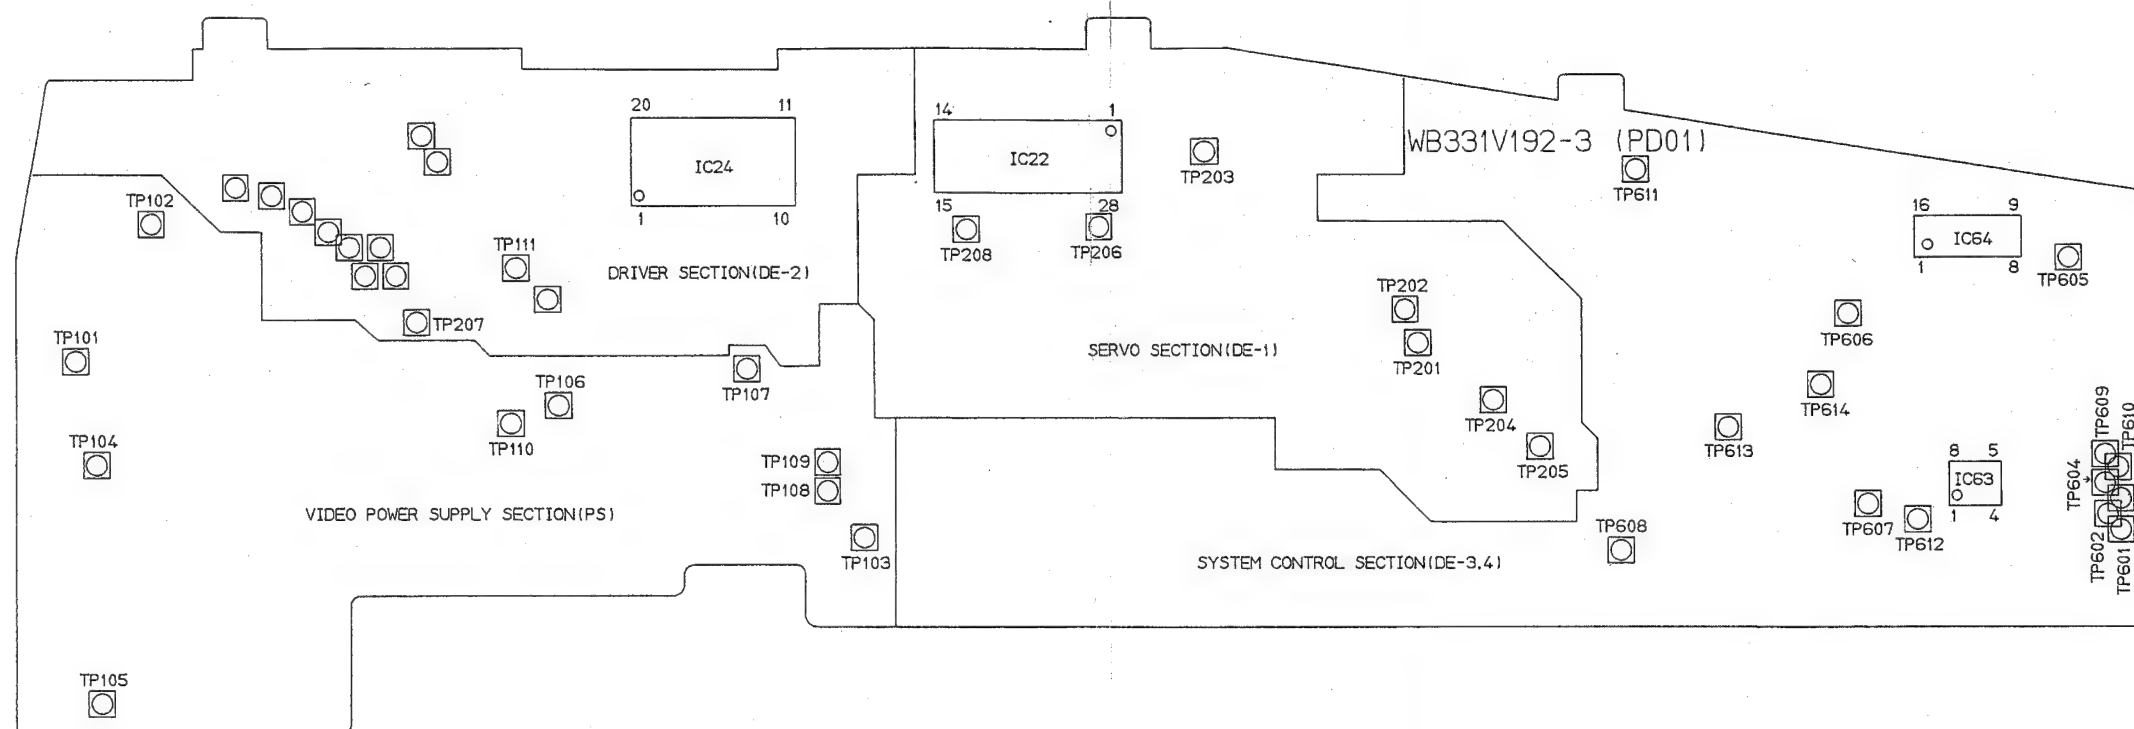 20 11
IC24
1 10
14 1
IC22
15 28
TP203
TP208
TP206
WB331V192-3 (PD01)
TP611
16 9
IC64
1 8
TP605
TP102
TP111
DRIVER SECTION(DE-2)
TP207
TP101
TP202
TP201
SERVO SECTION(DE-1)
TP606
TP106
TP107
TP110
TP104
TP204
TP205
TP614
TP613
TP609
TP610
TP604
8 5
IC63
1 4
TP109
TP108
VIDEO POWER SUPPLY SECTION(PS)
TP103
SYSTEM CONTROL SECTION(DE-3,4)
TP608
TP607
TP612
TP602
TP601
TP105